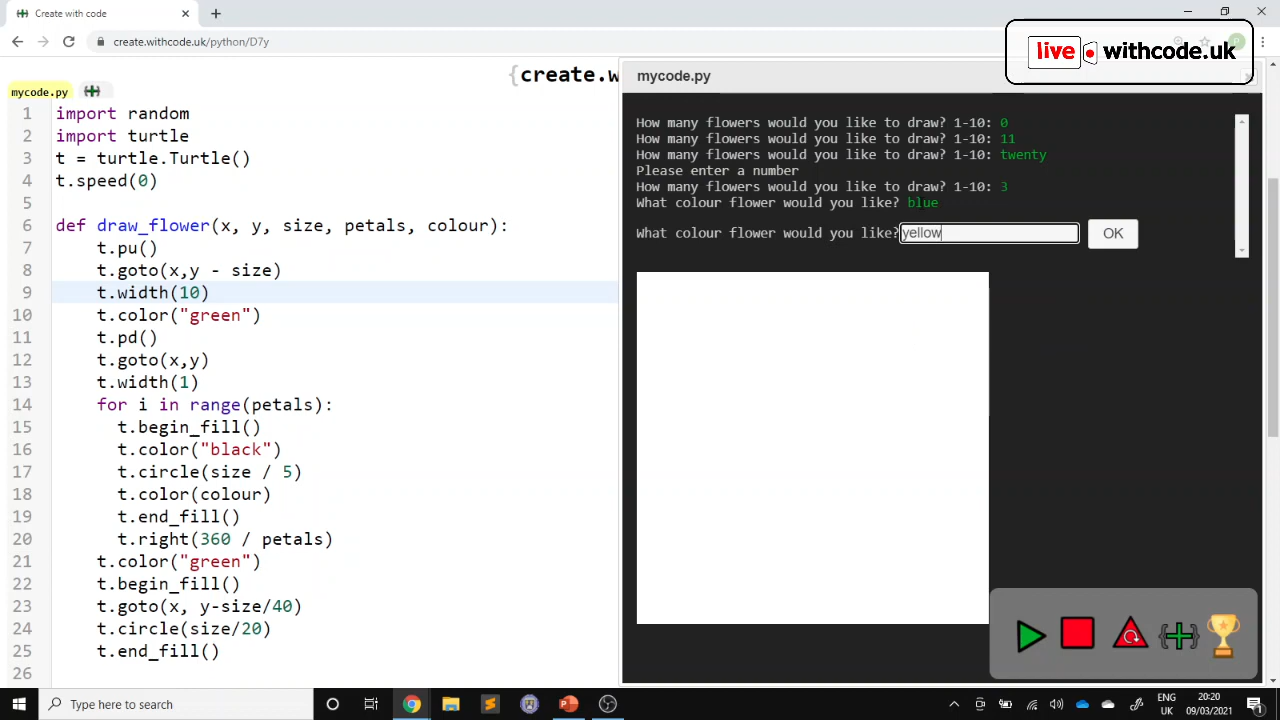 Create with code
create.withcode.uk/python/D7y
live withcode.uk
{create.w
mycode.py
mycode.py
1 import random
2 import turtle
3 t = turtle.Turtle()
4 t.speed(0)
5
6 def draw_flower(x, y, size, petals, colour):
7 t.pu()
8 t.goto(x,y - size)
9 t.width(10)
10 t.color("green")
11 t.pd()
12 t.goto(x,y)
13 t.width(1)
14 for i in range(petals):
15 t.begin_fill()
16 t.color("black")
17 t.circle(size / 5)
18 t.color(colour)
19 t.end_fill()
20 t.right(360 / petals)
21 t.color("green")
22 t.begin_fill()
23 t.goto(x, y-size/40)
24 t.circle(size/20)
25 t.end_fill()
26
How many flowers would you like to draw? 1-10: 0
How many flowers would you like to draw? 1-10: 11
How many flowers would you like to draw? 1-10: twenty
Please enter a number
How many flowers would you like to draw? 1-10: 3
What colour flower would you like? blue
What colour flower would you like? yellow OK
Type here to search
ENG
UK
20:20
09/03/2021
1